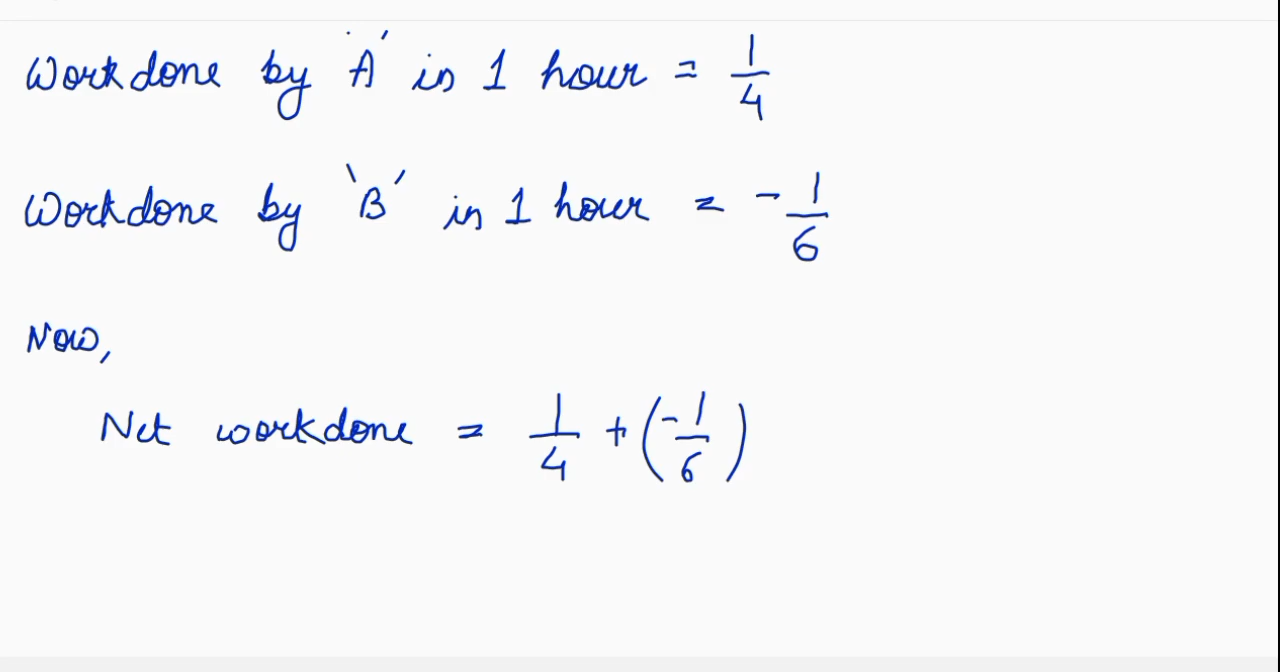 Workdone by 'A' in 1 hour = 1/4
Workdone by 'B' in 1 hour = -1/6
Now,
Net workdone = 1/4 + (-1/6)